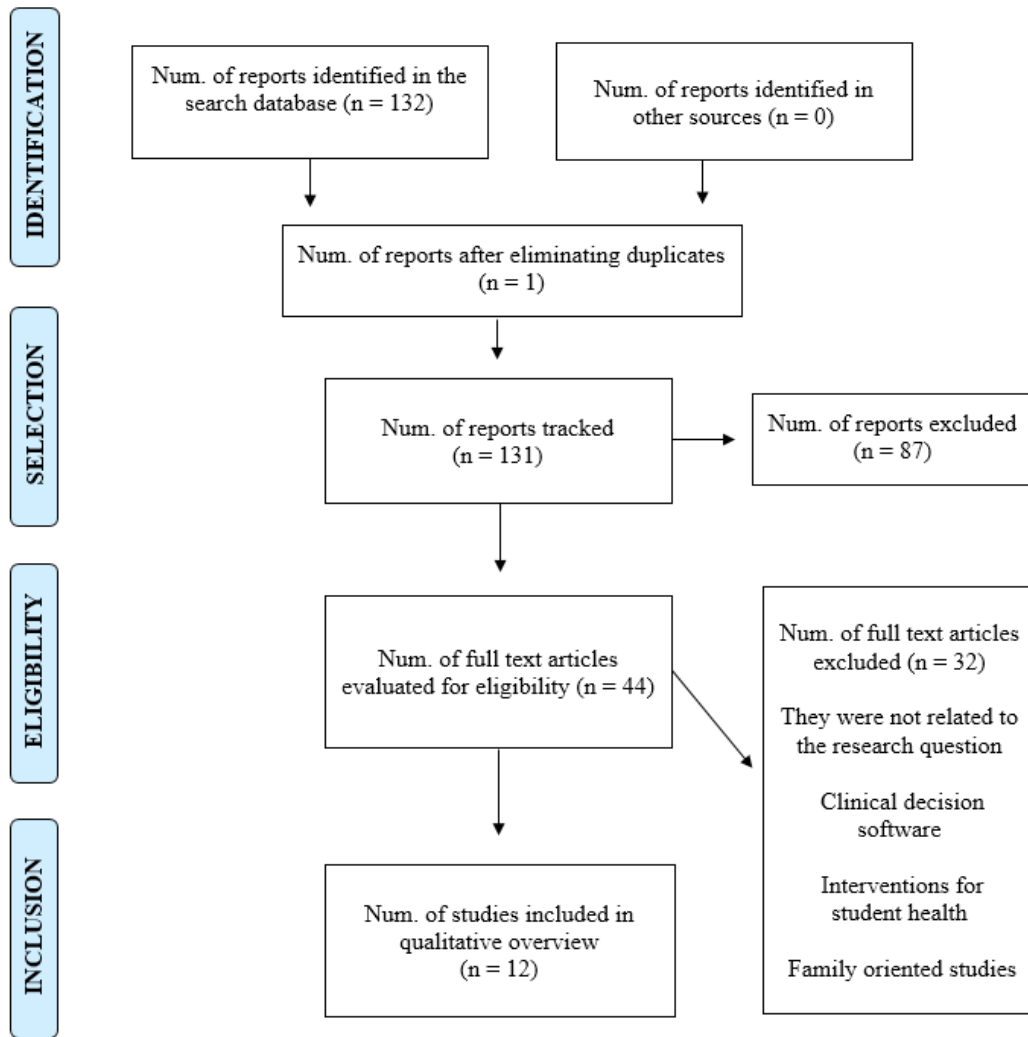 IDENTIFICATION
Num. of reports identified in the
search database (n = 132)
Num. of reports identified in
other sources (n = 0)
Num. of reports after eliminating duplicates
(n = 1)
SELECTION
Num. of reports tracked
(n = 131)
Num. of reports excluded
(n = 87)
ELIGIBILITY
Num. of full text articles
evaluated for eligibility (n = 44)
Num. of full text articles
excluded (n = 32)
They were not related to
the research question
Clinical decision
software
Interventions for
student health
Family oriented studies
INCLUSION
Num. of studies included in
qualitative overview
(n = 12)